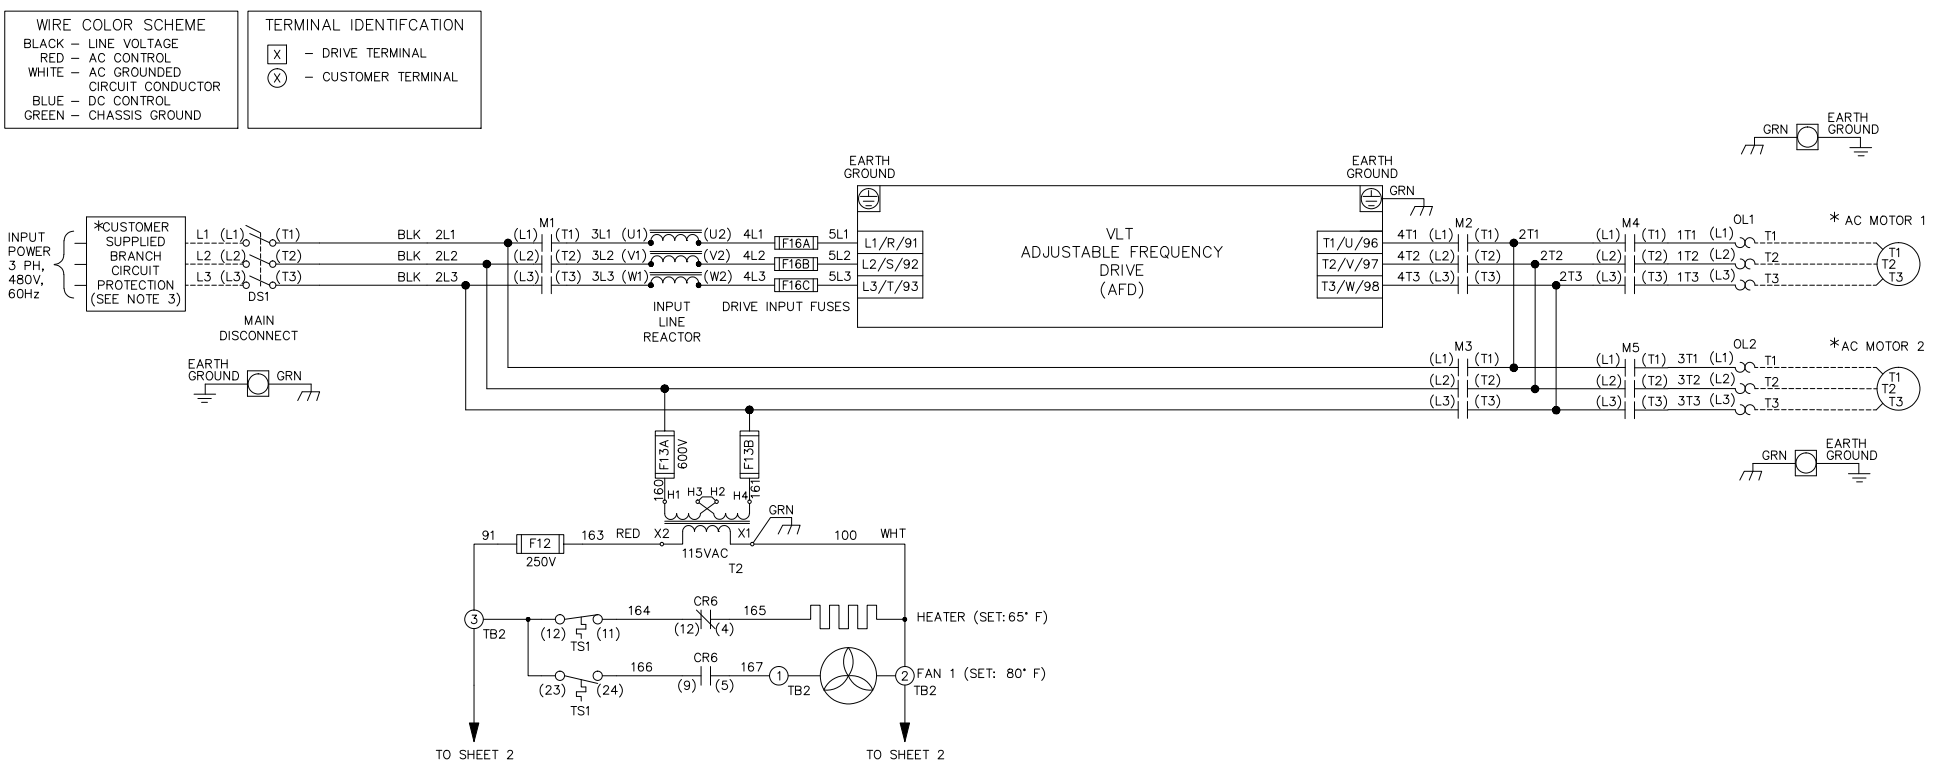 WIRE COLOR SCHEME
BLACK – LINE VOLTAGE
RED – AC CONTROL
WHITE – AC GROUNDED
CIRCUIT CONDUCTOR
BLUE – DC CONTROL
GREEN – CHASSIS GROUND
TERMINAL IDENTIFCATION
X – DRIVE TERMINAL
X – CUSTOMER TERMINAL
GRN
EARTH
GROUND
EARTH
GROUND
EARTH
GROUND
GRN
INPUT
POWER
3 PH,
480V,
60Hz
*CUSTOMER
SUPPLIED
BRANCH
CIRCUIT
PROTECTION
(SEE NOTE 3)
L1 (L1) (T1) BLK 2L1 (L1) M1 (T1) 3L1 (U1) (U2) 4L1 F16A 5L1 L1/R/91
L2 (L2) (T2) BLK 2L2 (L2) (T2) 3L2 (V1) (V2) 4L2 F16B 5L2 L2/S/92
L3 (L3) (T3) BLK 2L3 (L3) (T3) 3L3 (W1) (W2) 4L3 F16C 5L3 L3/T/93
DS1
MAIN
DISCONNECT
INPUT
LINE
REACTOR
DRIVE INPUT FUSES
VLT
ADJUSTABLE FREQUENCY
DRIVE
(AFD)
T1/U/96 4T1 (L1) M2 (T1) 2T1 (L1) M4 (T1) 1T1 (L1) OL1 T1
T2/V/97 4T2 (L2) (T2) 2T2 (L2) (T2) 1T2 (L2) T2
T3/W/98 4T3 (L3) (T3) 2T3 (L3) (T3) 1T3 (L3) T3
* AC MOTOR 1
T1
T2
T3
EARTH
GROUND
GRN
(L1) M3 (T1) (L1) M5 (T1) 3T1 (L1) OL2 T1
(L2) (T2) (L2) (T2) 3T2 (L2) T2
(L3) (T3) (L3) (T3) 3T3 (L3) T3
*AC MOTOR 2
T1
T2
T3
GRN
EARTH
GROUND
F13A
600V
F13B
160
161
H1 H3 H2 H4
GRN
91 F12 163 RED X2 X1 100 WHT
250V
115VAC
T2
3
TB2
(12) (11)
TS1
164
CR6
(12) (4)
165
HEATER (SET:65° F)
(23) (24)
TS1
166
CR6
(9) (5)
167
1
TB2
2
TB2
FAN 1 (SET: 80° F)
TO SHEET 2
TO SHEET 2